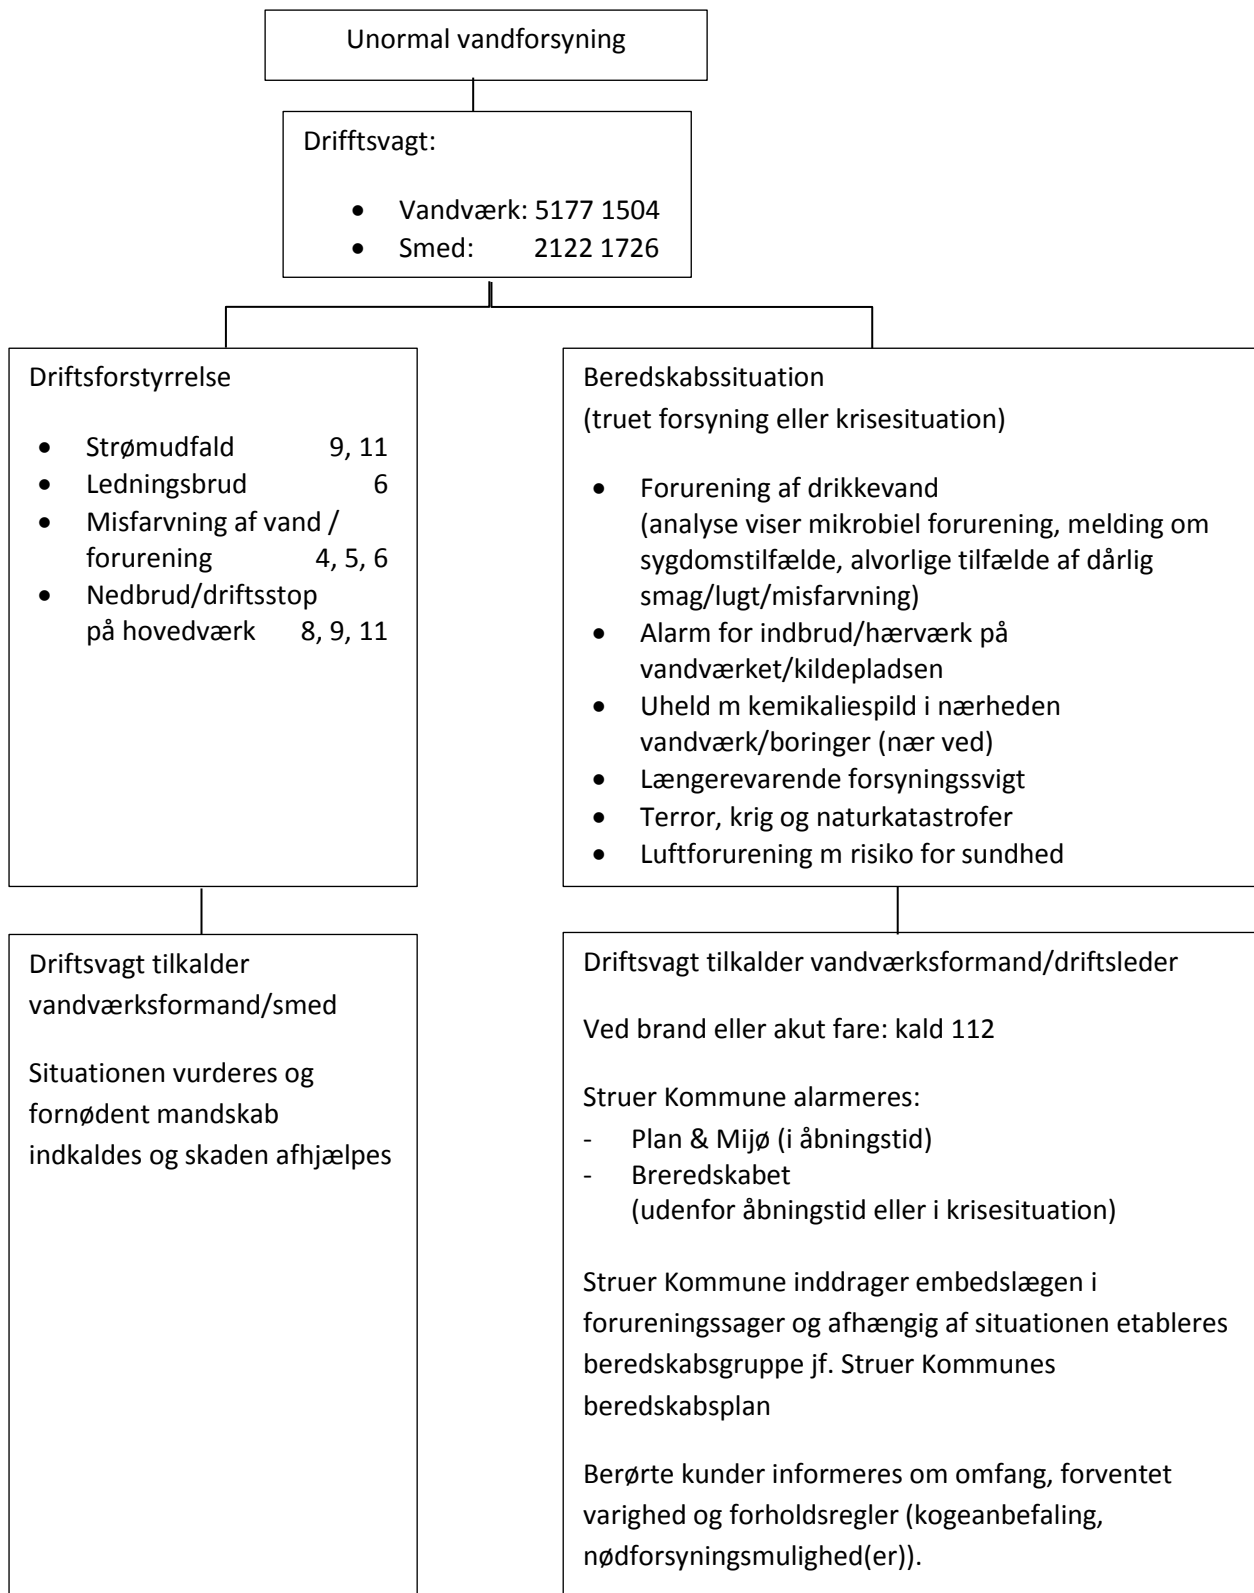 Unormal vandforsyning
Drifftsvagt:
• Vandværk: 5177 1504
• Smed: 2122 1726
Driftsforstyrrelse
• Strømudfald 9, 11
• Ledningsbrud 6
• Misfarvning af vand /
forurening 4, 5, 6
• Nedbrud/driftsstop
på hovedværk 8, 9, 11
Beredskabssituation
(truet forsyning eller krisesituation)
• Forurening af drikkevand
(analyse viser mikrobiel forurening, melding om
sygdomstilfælde, alvorlige tilfælde af dårlig
smag/lugt/misfarvning)
• Alarm for indbrud/hærværk på
vandværket/kildepladsen
• Uheld m kemikaliespild i nærheden
vandværk/boringer (nær ved)
• Længerevarende forsyningssvigt
• Terror, krig og naturkatastrofer
• Luftforurening m risiko for sundhed
Driftsvagt tilkalder
vandværksformand/smed
Situationen vurderes og
fornødent mandskab
indkaldes og skaden afhjælpes
Driftsvagt tilkalder vandværksformand/driftsleder
Ved brand eller akut fare: kald 112
Struer Kommune alarmeres:
- Plan & Mijø (i åbningstid)
- Breredskabet
(udenfor åbningstid eller i krisesituation)
Struer Kommune inddrager embedslægen i
forureningssager og afhængig af situationen etableres
beredskabsgruppe jf. Struer Kommunes
beredskabsplan
Berørte kunder informeres om omfang, forventet
varighed og forholdsregler (kogeanbefaling,
nødforsyningsmulighed(er)).